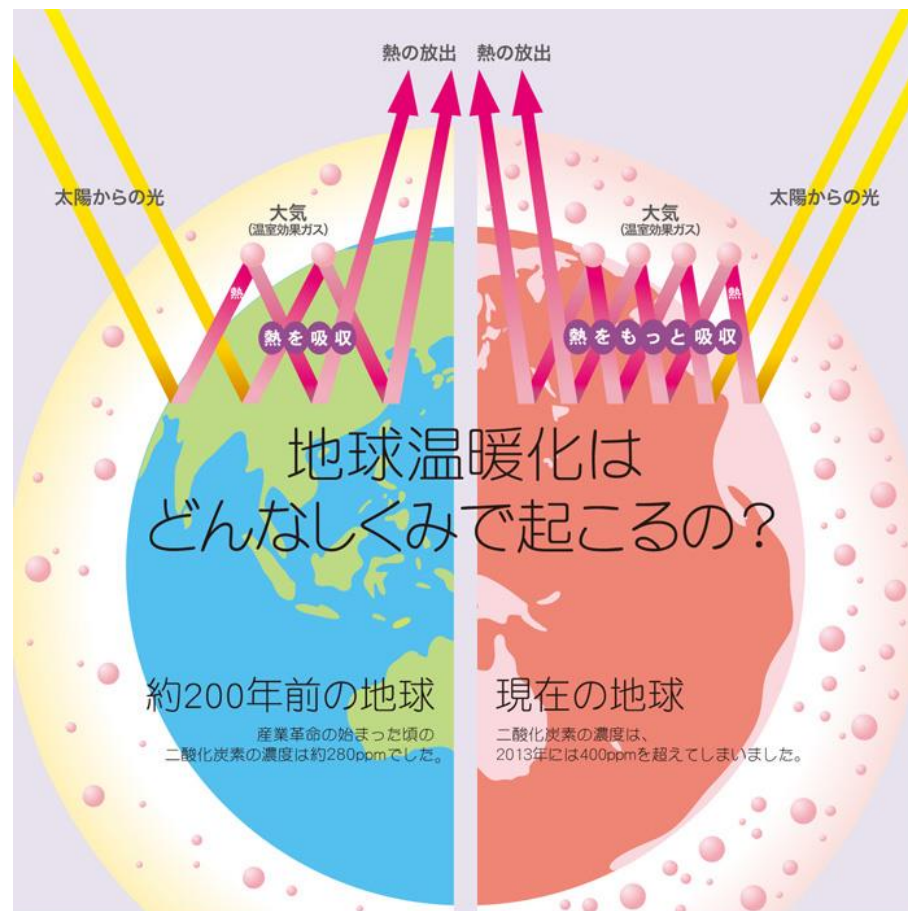 熱の放出
熱の放出
太陽からの光
大気
(温室効果ガス)
大気
(温室効果ガス)
太陽からの光
熱
熱
熱を吸収
熱をもっと吸収
地球温暖化は
どんなしくみで起こるの?
約200年前の地球
産業革命の始まった頃の
二酸化炭素の濃度は約280ppmでした。
現在の地球
二酸化炭素の濃度は、
2013年には400ppmを超えてしまいました。